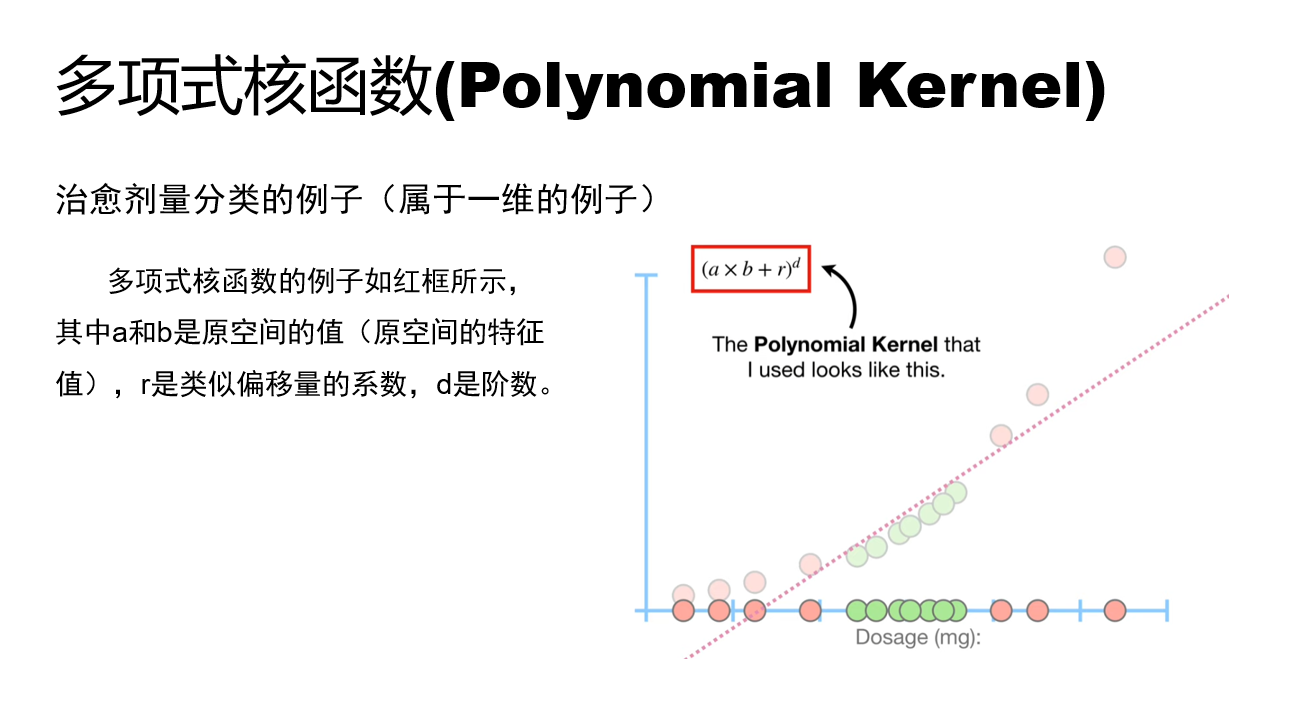 多项式核函数(Polynomial Kernel)
治愈剂量分类的例子（属于一维的例子）
多项式核函数的例子如红框所示，
其中a和b是原空间的值（原空间的特征
值），r是类似偏移量的系数，d是阶数。
(a × b + r)^d
The Polynomial Kernel that
I used looks like this.
Dosage (mg):